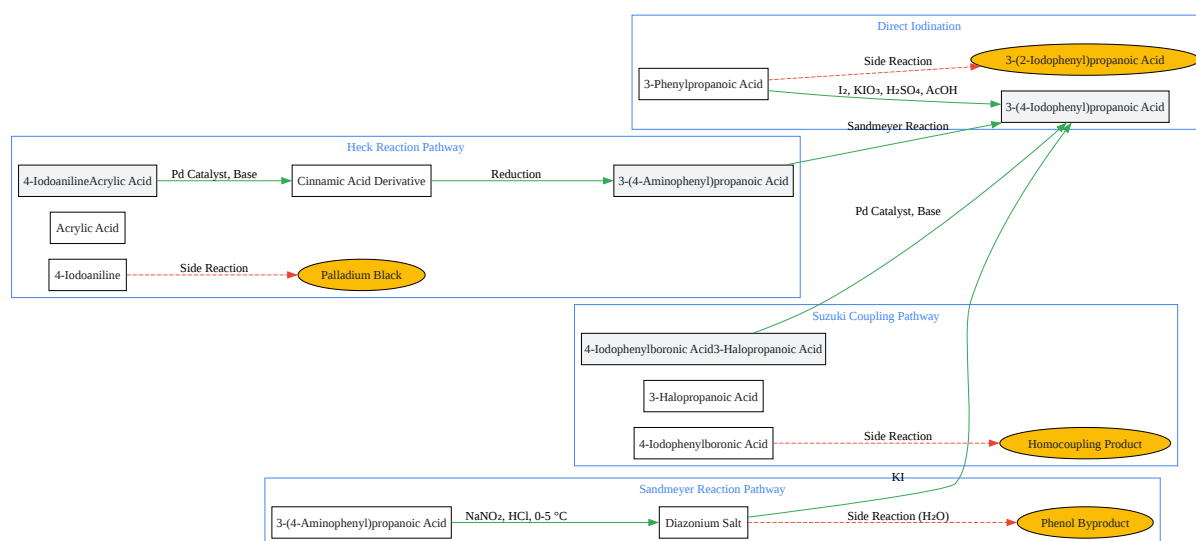 Direct Iodination
3-Phenylpropanoic Acid
Side Reaction
3-(2-Iodophenyl)propanoic Acid
I₂, KIO₃, H₂SO₄, AcOH
3-(4-Iodophenyl)propanoic Acid
Sandmeyer Reaction
Heck Reaction Pathway
4-IodoanilineAcrylic Acid
Pd Catalyst, Base
Cinnamic Acid Derivative
Reduction
3-(4-Aminophenyl)propanoic Acid
Acrylic Acid
4-Iodoaniline
Side Reaction
Palladium Black
Pd Catalyst, Base
Suzuki Coupling Pathway
4-Iodophenylboronic Acid3-Halopropanoic Acid
3-Halopropanoic Acid
4-Iodophenylboronic Acid
Side Reaction
Homocoupling Product
KI
Sandmeyer Reaction Pathway
3-(4-Aminophenyl)propanoic Acid
NaNO₂, HCl, 0-5 °C
Diazonium Salt
Side Reaction (H₂O)
Phenol Byproduct